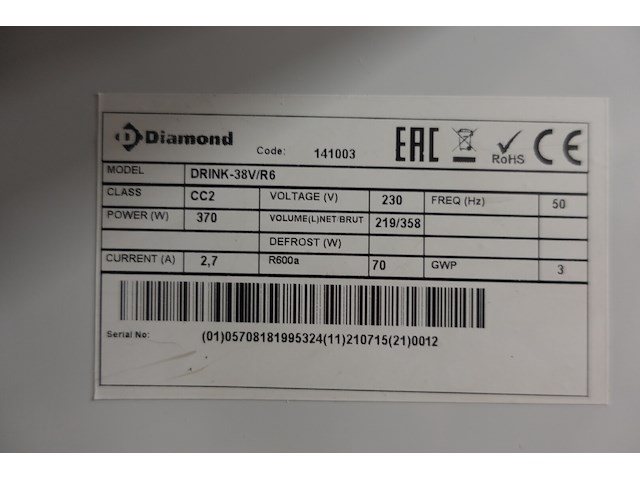 Diamond Code: 141003 EAC RoHS CE
MODEL DRINK-38V/R6
CLASS CC2 VOLTAGE (V) 230 FREQ (Hz) 50
POWER (W) 370 VOLUME(L)NET/BRUT 219/358
DEFROST (W)
CURRENT (A) 2,7 R600a 70 GWP 3
Serial No: (01)05708181995324(11)210715(21)0012